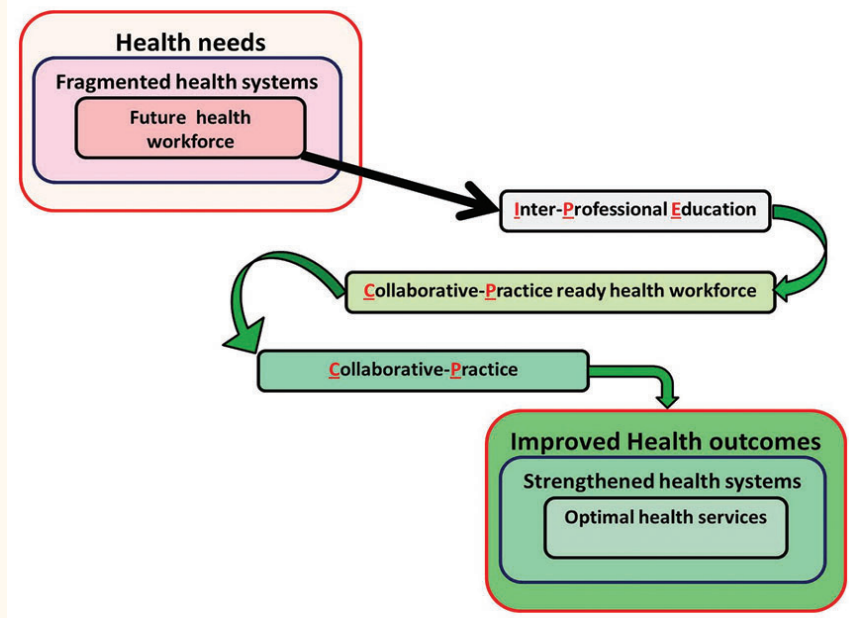 Health needs
Fragmented health systems
Future health
workforce
Inter-Professional Education
Collaborative-Practice ready health workforce
Collaborative-Practice
Improved Health outcomes
Strengthened health systems
Optimal health services